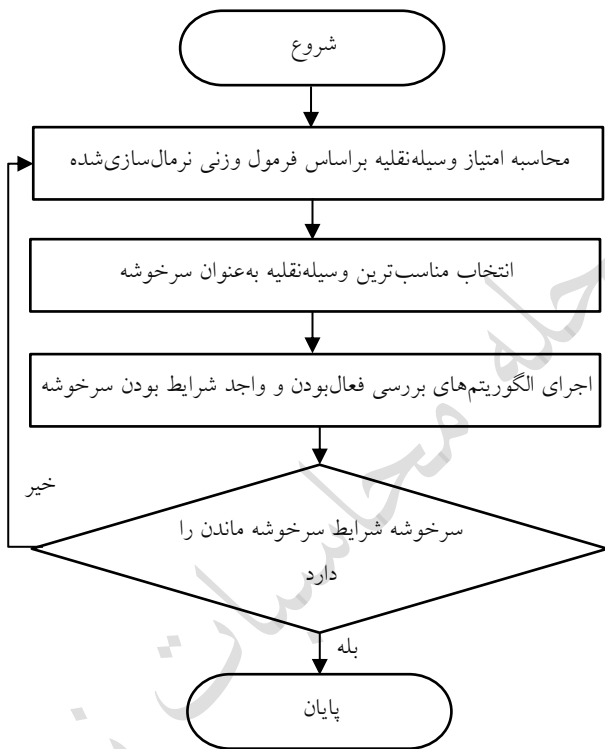 شروع
محاسبه امتیاز وسیله‌نقلیه براساس فرمول وزنی نرمال‌سازی‌شده
انتخاب مناسب‌ترین وسیله‌نقلیه به‌عنوان سرخوشه
اجرای الگوریتم‌های بررسی فعال‌بودن و واجد شرایط بودن سرخوشه
خیر
سرخوشه شرایط سرخوشه ماندن را
دارد
بله
پایان
محاسبات